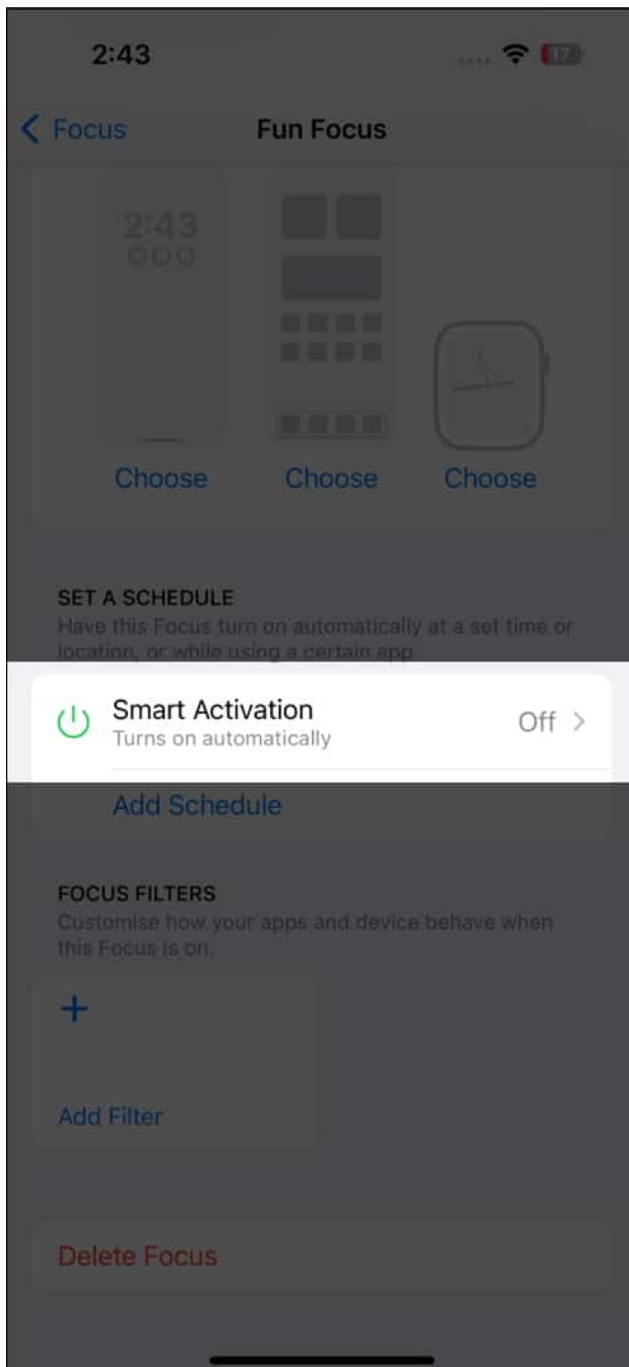 2:43
17
Focus
Fun Focus
2:43
Choose
Choose
Choose
SET A SCHEDULE
Have this Focus turn on automatically at a set time or
location, or while using a certain app
Smart Activation
Turns on automatically
Off
Add Schedule
FOCUS FILTERS
Customise how your apps and device behave when
this Focus is on.
+
Add Filter
Delete Focus